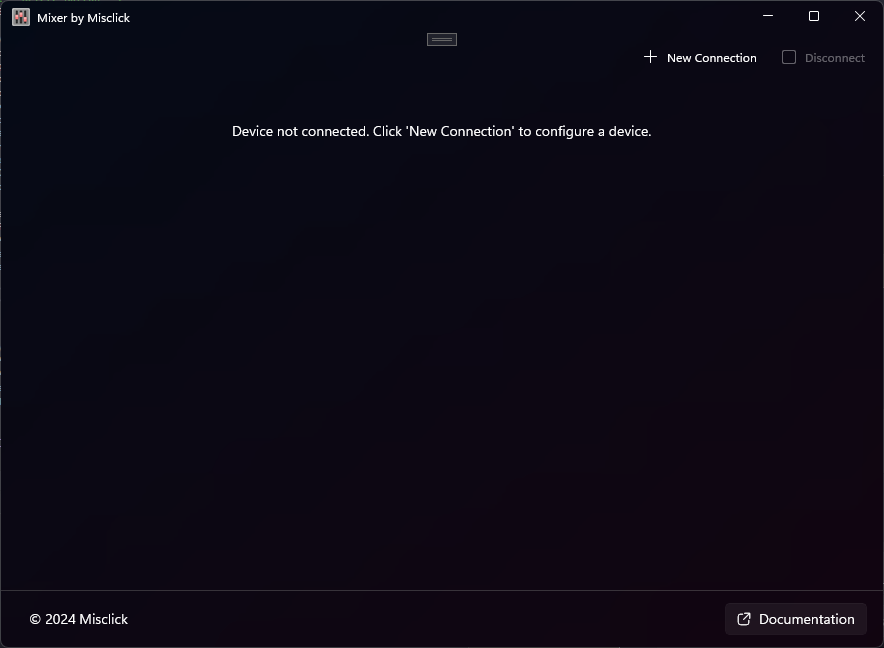 Mixer by Misclick
New Connection
Disconnect
Device not connected. Click 'New Connection' to configure a device.
© 2024 Misclick
Documentation